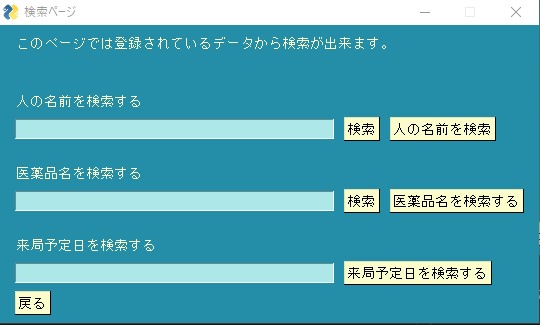 検索ページ
このページでは登録されているデータから検索が出来ます。
人の名前を検索する
検索 人の名前を検索
医薬品名を検索する
検索 医薬品名を検索する
来局予定日を検索する
来局予定日を検索する
戻る